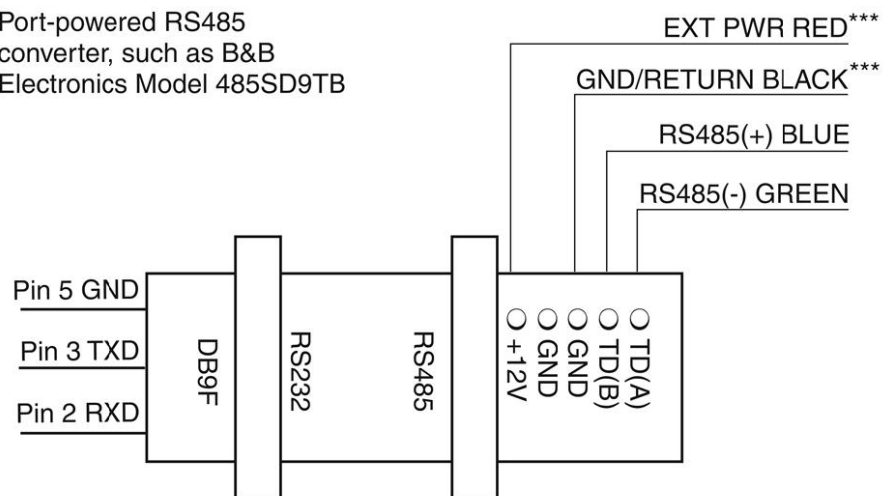 Port-powered RS485
converter, such as B&B
Electronics Model 485SD9TB
EXT PWR RED***
GND/RETURN BLACK***
RS485(+) BLUE
RS485(-) GREEN
Pin 5 GND
Pin 3 TXD
Pin 2 RXD
DB9F
RS232
RS485
+12V
GND
GND
TD(B)
TD(A)